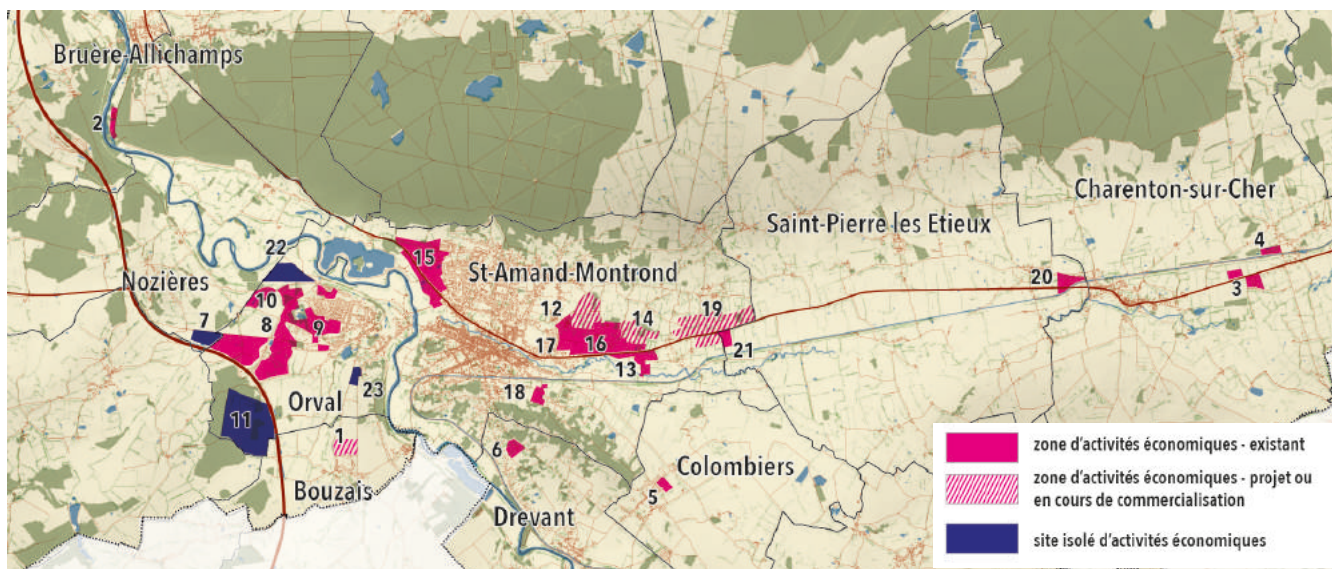 Bruère-Allichamps
2
Charenton-sur-Cher
Saint-Pierre les Etieux
4
22
15
St-Amand-Montrond
20
3
Nozières
10
12
19
7
8
9
14
17
16
21
13
23
18
Orval
11
1
6
Colombiers
5
Bouzais
Drevant
zone d'activités économiques - existant
zone d'activités économiques - projet ou
en cours de commercialisation
site isolé d'activités économiques